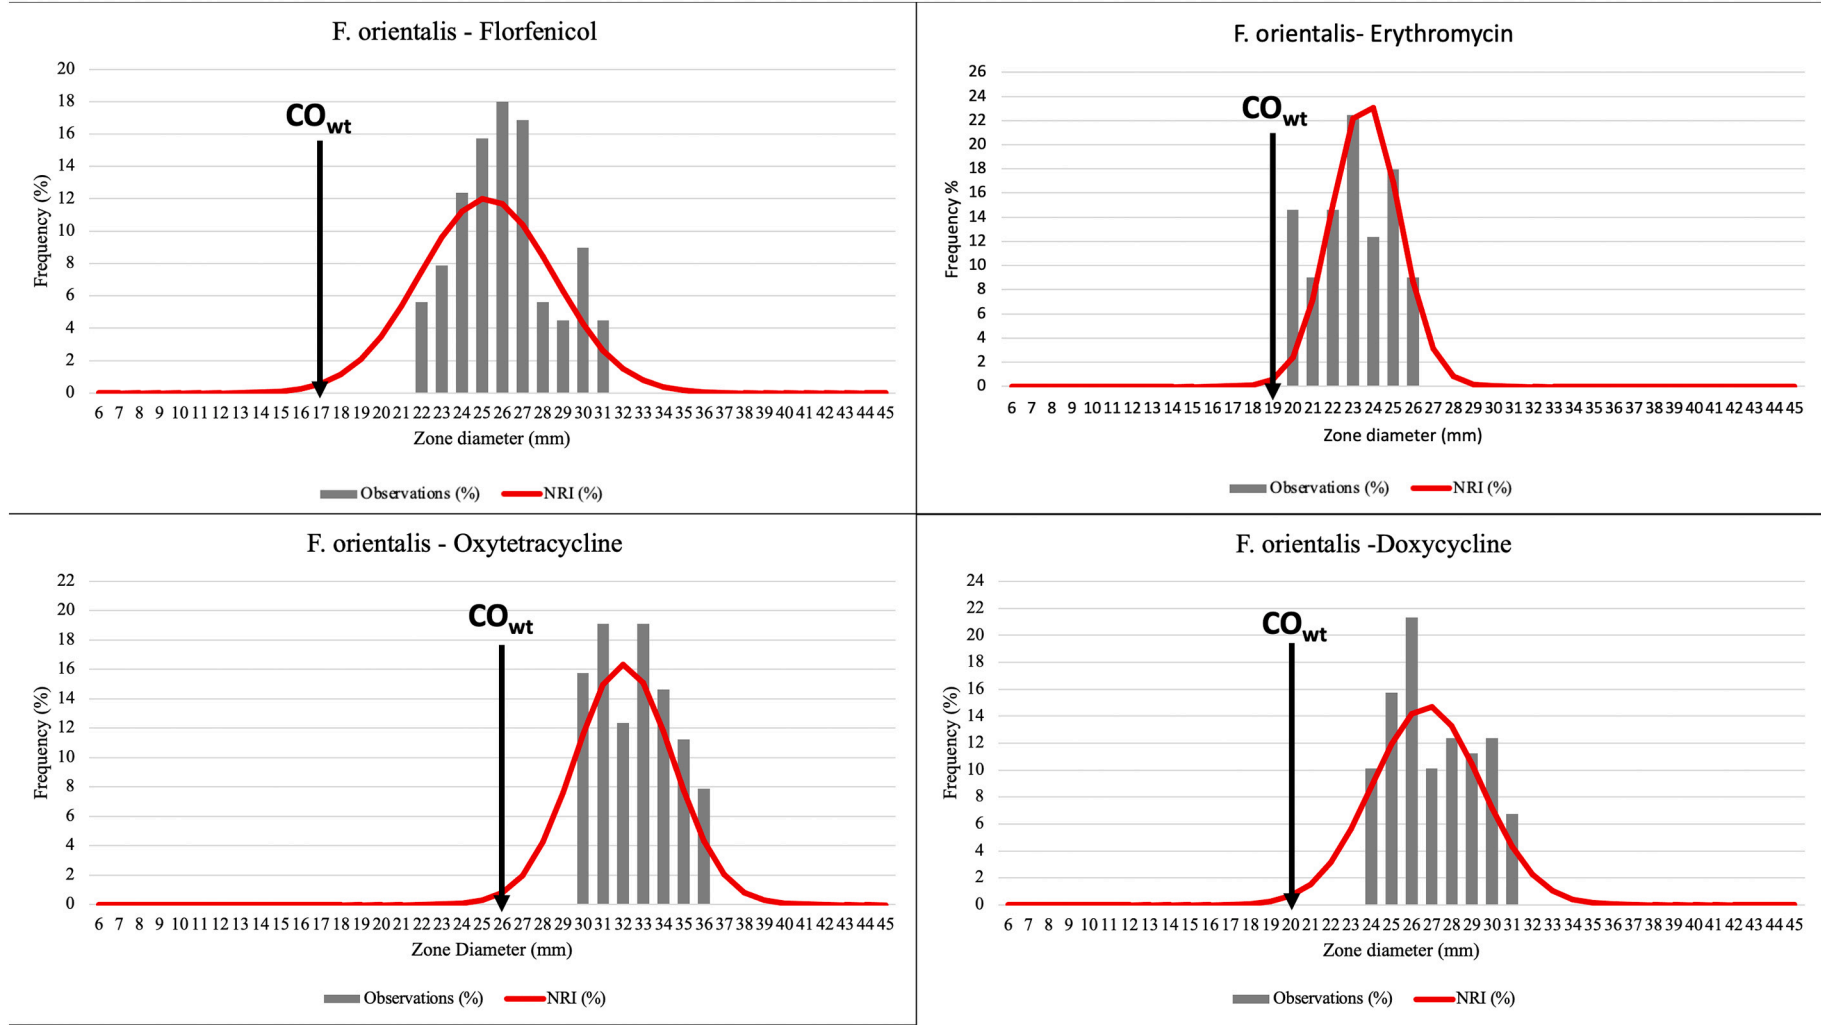 F. orientalis - Florfenicol
20
18
16
14
12
10
8
6
4
2
0
Frequency (%)
COwt
6 7 8 9 10 11 12 13 14 15 16 17 18 19 20 21 22 23 24 25 26 27 28 29 30 31 32 33 34 35 36 37 38 39 40 41 42 43 44 45
Zone diameter (mm)
Observations (%) NRI (%)
F. orientalis- Erythromycin
26
24
22
20
18
16
14
12
10
8
6
4
2
0
Frequency %
COwt
6 7 8 9 10 11 12 13 14 15 16 17 18 19 20 21 22 23 24 25 26 27 28 29 30 31 32 33 34 35 36 37 38 39 40 41 42 43 44 45
Zone diameter (mm)
Observations (%) NRI (%)
F. orientalis - Oxytetracycline
22
20
18
16
14
12
10
8
6
4
2
0
Frequency (%)
COwt
6 7 8 9 10 11 12 13 14 15 16 17 18 19 20 21 22 23 24 25 26 27 28 29 30 31 32 33 34 35 36 37 38 39 40 41 42 43 44 45
Zone Diameter (mm)
Observations (%) NRI (%)
F. orientalis -Doxycycline
24
22
20
18
16
14
12
10
8
6
4
2
0
Frequency (%)
COwt
6 7 8 9 10 11 12 13 14 15 16 17 18 19 20 21 22 23 24 25 26 27 28 29 30 31 32 33 34 35 36 37 38 39 40 41 42 43 44 45
Zone diameter (mm)
Observations (%) NRI (%)